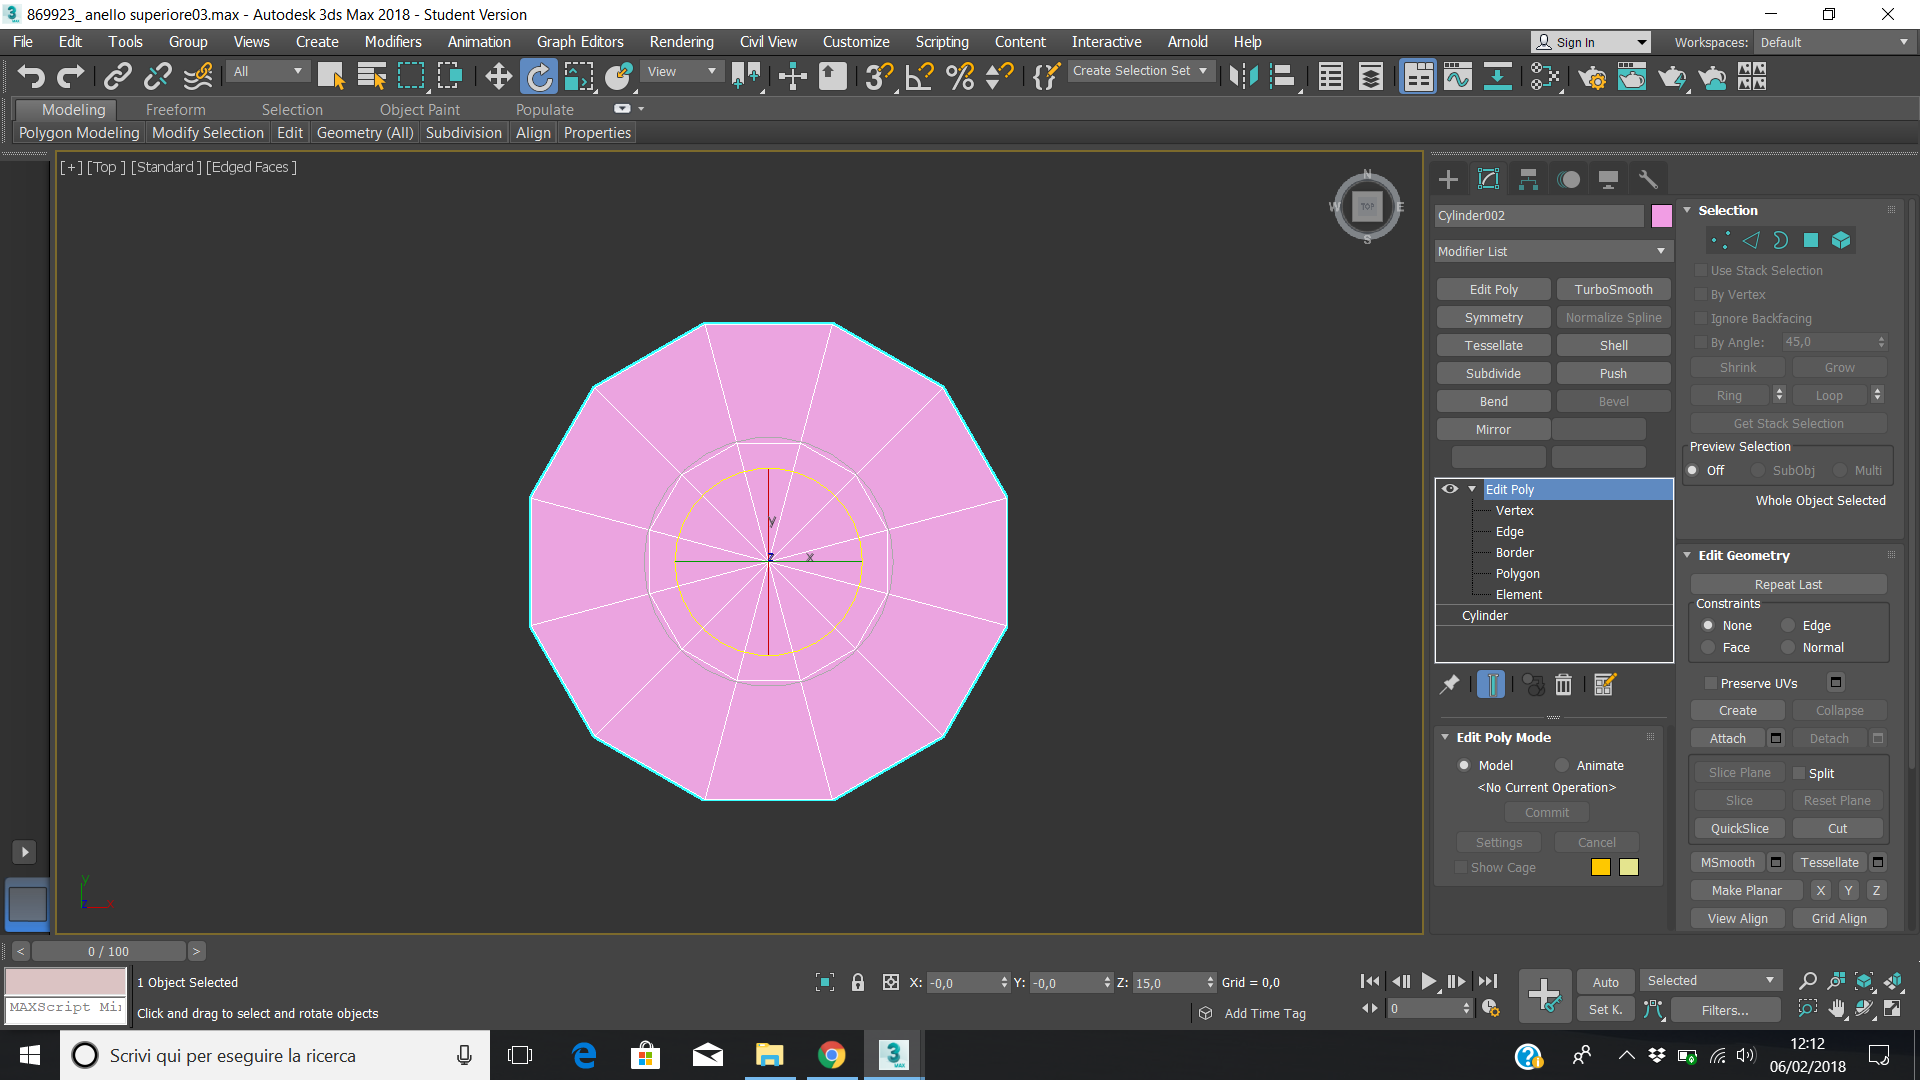 869923_ anello superiore03.max - Autodesk 3ds Max 2018 - Student Version
File Edit Tools Group Views Create Modifiers Animation Graph Editors Rendering Civil View Customize Scripting Content Interactive Arnold Help Sign In Workspaces: Default
All View Create Selection Set
Modeling Freeform Selection Object Paint Populate
Polygon Modeling Modify Selection Edit Geometry (All) Subdivision Align Properties
[+] [Top ] [Standard ] [Edged Faces ]
N
W TOP E
S
y
z x
y
z x
Cylinder002
Modifier List
Edit Poly TurboSmooth
Symmetry Normalize Spline
Tessellate Shell
Subdivide Push
Bend Bevel
Mirror
Edit Poly
Vertex
Edge
Border
Polygon
Element
Cylinder
Edit Poly Mode
Model Animate
<No Current Operation>
Commit
Settings Cancel
Show Cage
Selection
Use Stack Selection
By Vertex
Ignore Backfacing
By Angle: 45,0
Shrink Grow
Ring Loop
Get Stack Selection
Preview Selection
Off SubObj Multi
Whole Object Selected
Edit Geometry
Repeat Last
Constraints
None Edge
Face Normal
Preserve UVs
Create Collapse
Attach Detach
Slice Plane Split
Slice Reset Plane
QuickSlice Cut
MSmooth Tessellate
Make Planar X Y Z
View Align Grid Align
< 0 / 100 >
MAXScript Mi
1 Object Selected
Click and drag to select and rotate objects
X: -0,0 Y: -0,0 Z: 15,0 Grid = 0,0
Add Time Tag
0
Auto Selected
Set K. Filters...
Scrivi qui per eseguire la ricerca
3 MAX
12:12
06/02/2018